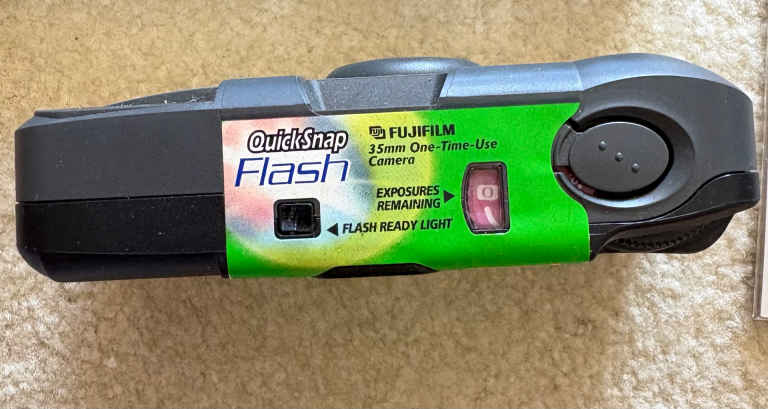 QuickSnap
Flash
FUJIFILM
35mm One-Time-Use
Camera
EXPOSURES
REMAINING
0
FLASH READY LIGHT